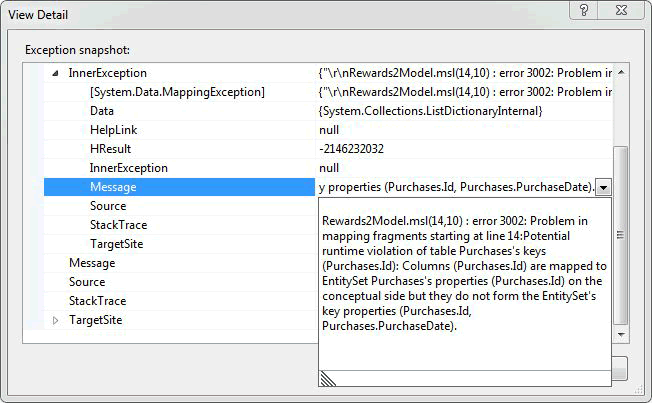 View Detail
Exception snapshot:
InnerException {"\r\nRewards2Model.msl(14,10) : error 3002: Problem in
[System.Data.MappingException] {"\r\nRewards2Model.msl(14,10) : error 3002: Problem in
Data {System.Collections.ListDictionaryInternal}
HelpLink null
HResult -2146232032
InnerException null
Message y properties (Purchases.Id, Purchases.PurchaseDate).
Source
StackTrace
TargetSite
Message
Source
StackTrace
TargetSite
Rewards2Model.msl(14,10) : error 3002: Problem in
mapping fragments starting at line 14:Potential
runtime violation of table Purchases's keys
(Purchases.Id): Columns (Purchases.Id) are mapped to
EntitySet Purchases's properties (Purchases.Id) on the
conceptual side but they do not form the EntitySet's
key properties (Purchases.Id,
Purchases.PurchaseDate).